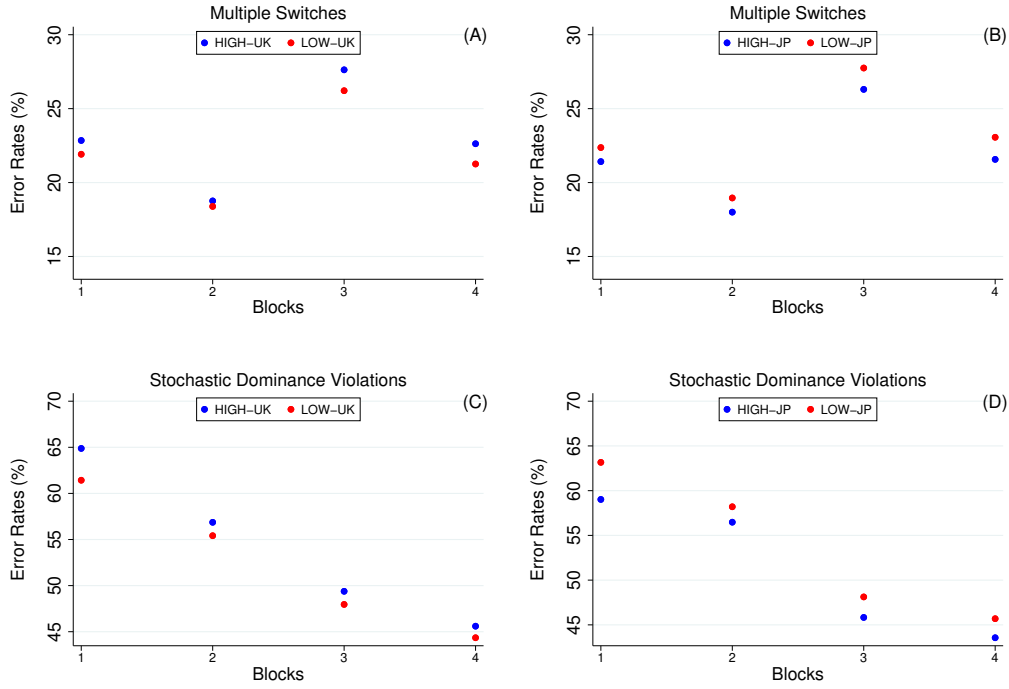 Multiple Switches
(A)
HIGH−UK LOW−UK
Error Rates (%)
30
25
20
15
1 2 3 4
Blocks
Multiple Switches
(B)
HIGH−JP LOW−JP
Error Rates (%)
30
25
20
15
1 2 3 4
Blocks
Stochastic Dominance Violations
(C)
HIGH−UK LOW−UK
Error Rates (%)
70
65
60
55
50
45
1 2 3 4
Blocks
Stochastic Dominance Violations
(D)
HIGH−JP LOW−JP
Error Rates (%)
70
65
60
55
50
45
1 2 3 4
Blocks